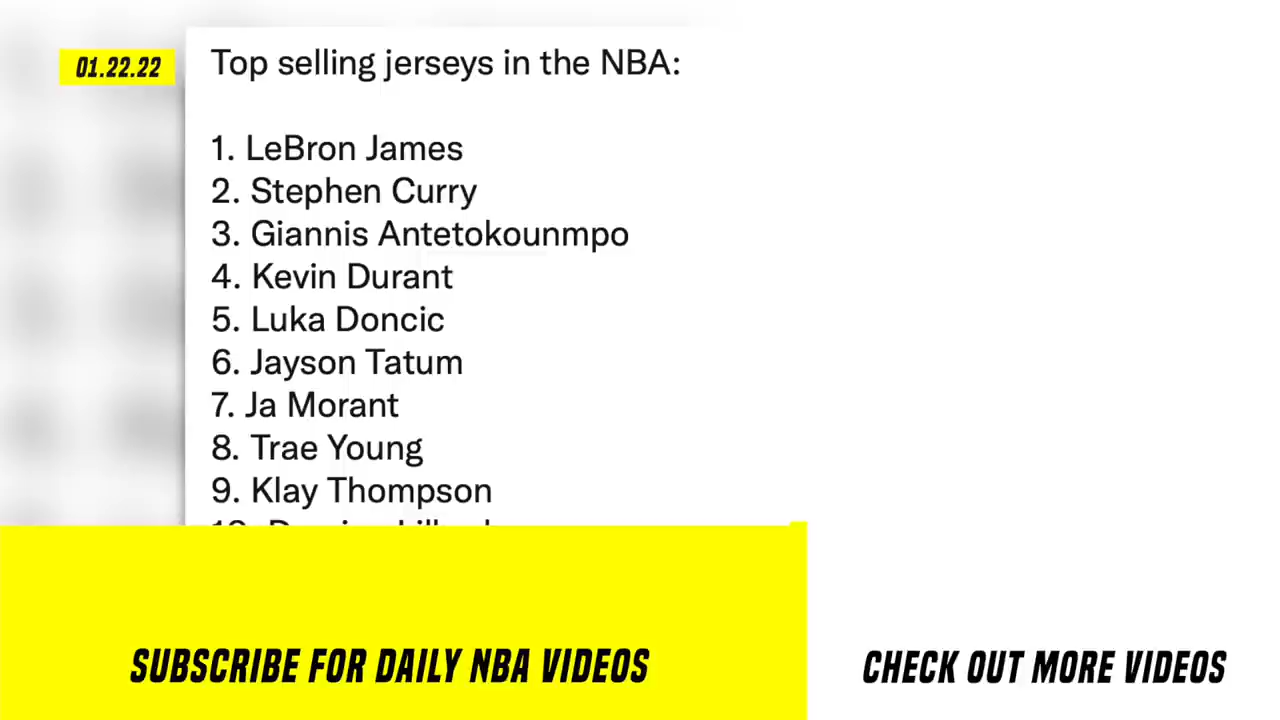 01.22.22
Top selling jerseys in the NBA:
1. LeBron James
2. Stephen Curry
3. Giannis Antetokounmpo
4. Kevin Durant
5. Luka Doncic
6. Jayson Tatum
7. Ja Morant
8. Trae Young
9. Klay Thompson
SUBSCRIBE FOR DAILY NBA VIDEOS
CHECK OUT MORE VIDEOS